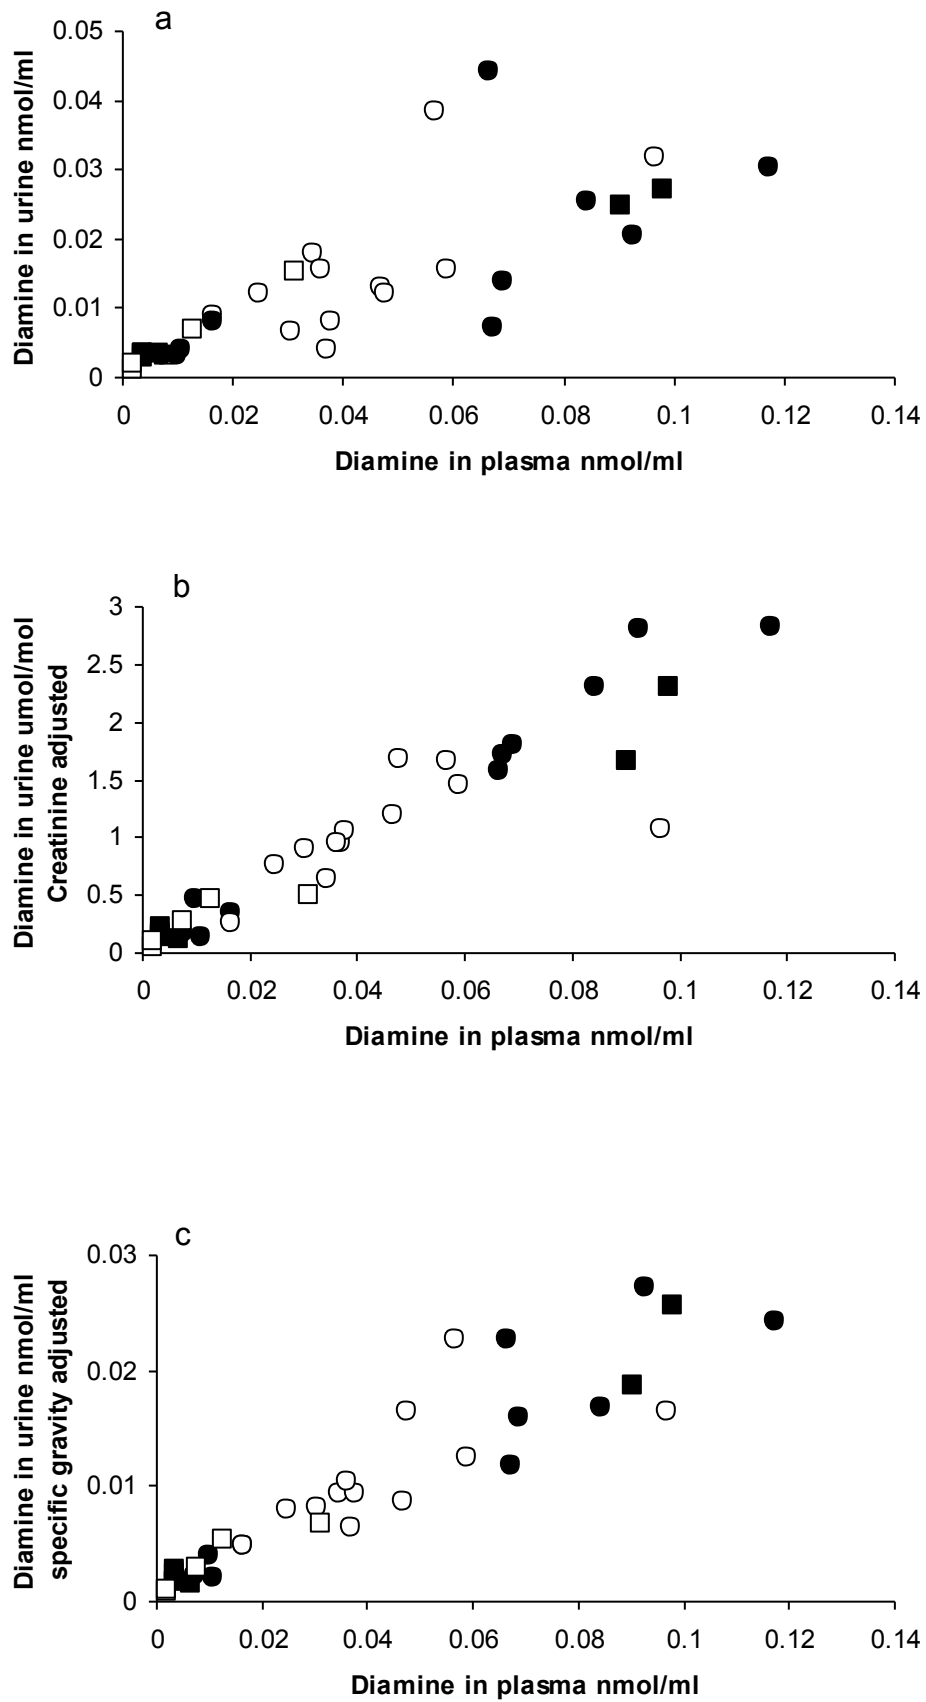 a
0.05
0.04
0.03
0.02
0.01
0
Diamine in urine nmol/ml
0 0.02 0.04 0.06 0.08 0.1 0.12 0.14
Diamine in plasma nmol/ml
b
3
2.5
2
1.5
1
0.5
0
Diamine in urine umol/mol
Creatinine adjusted
0 0.02 0.04 0.06 0.08 0.1 0.12 0.14
Diamine in plasma nmol/ml
c
0.03
0.02
0.01
0
Diamine in urine nmol/ml
specific gravity adjusted
0 0.02 0.04 0.06 0.08 0.1 0.12 0.14
Diamine in plasma nmol/ml